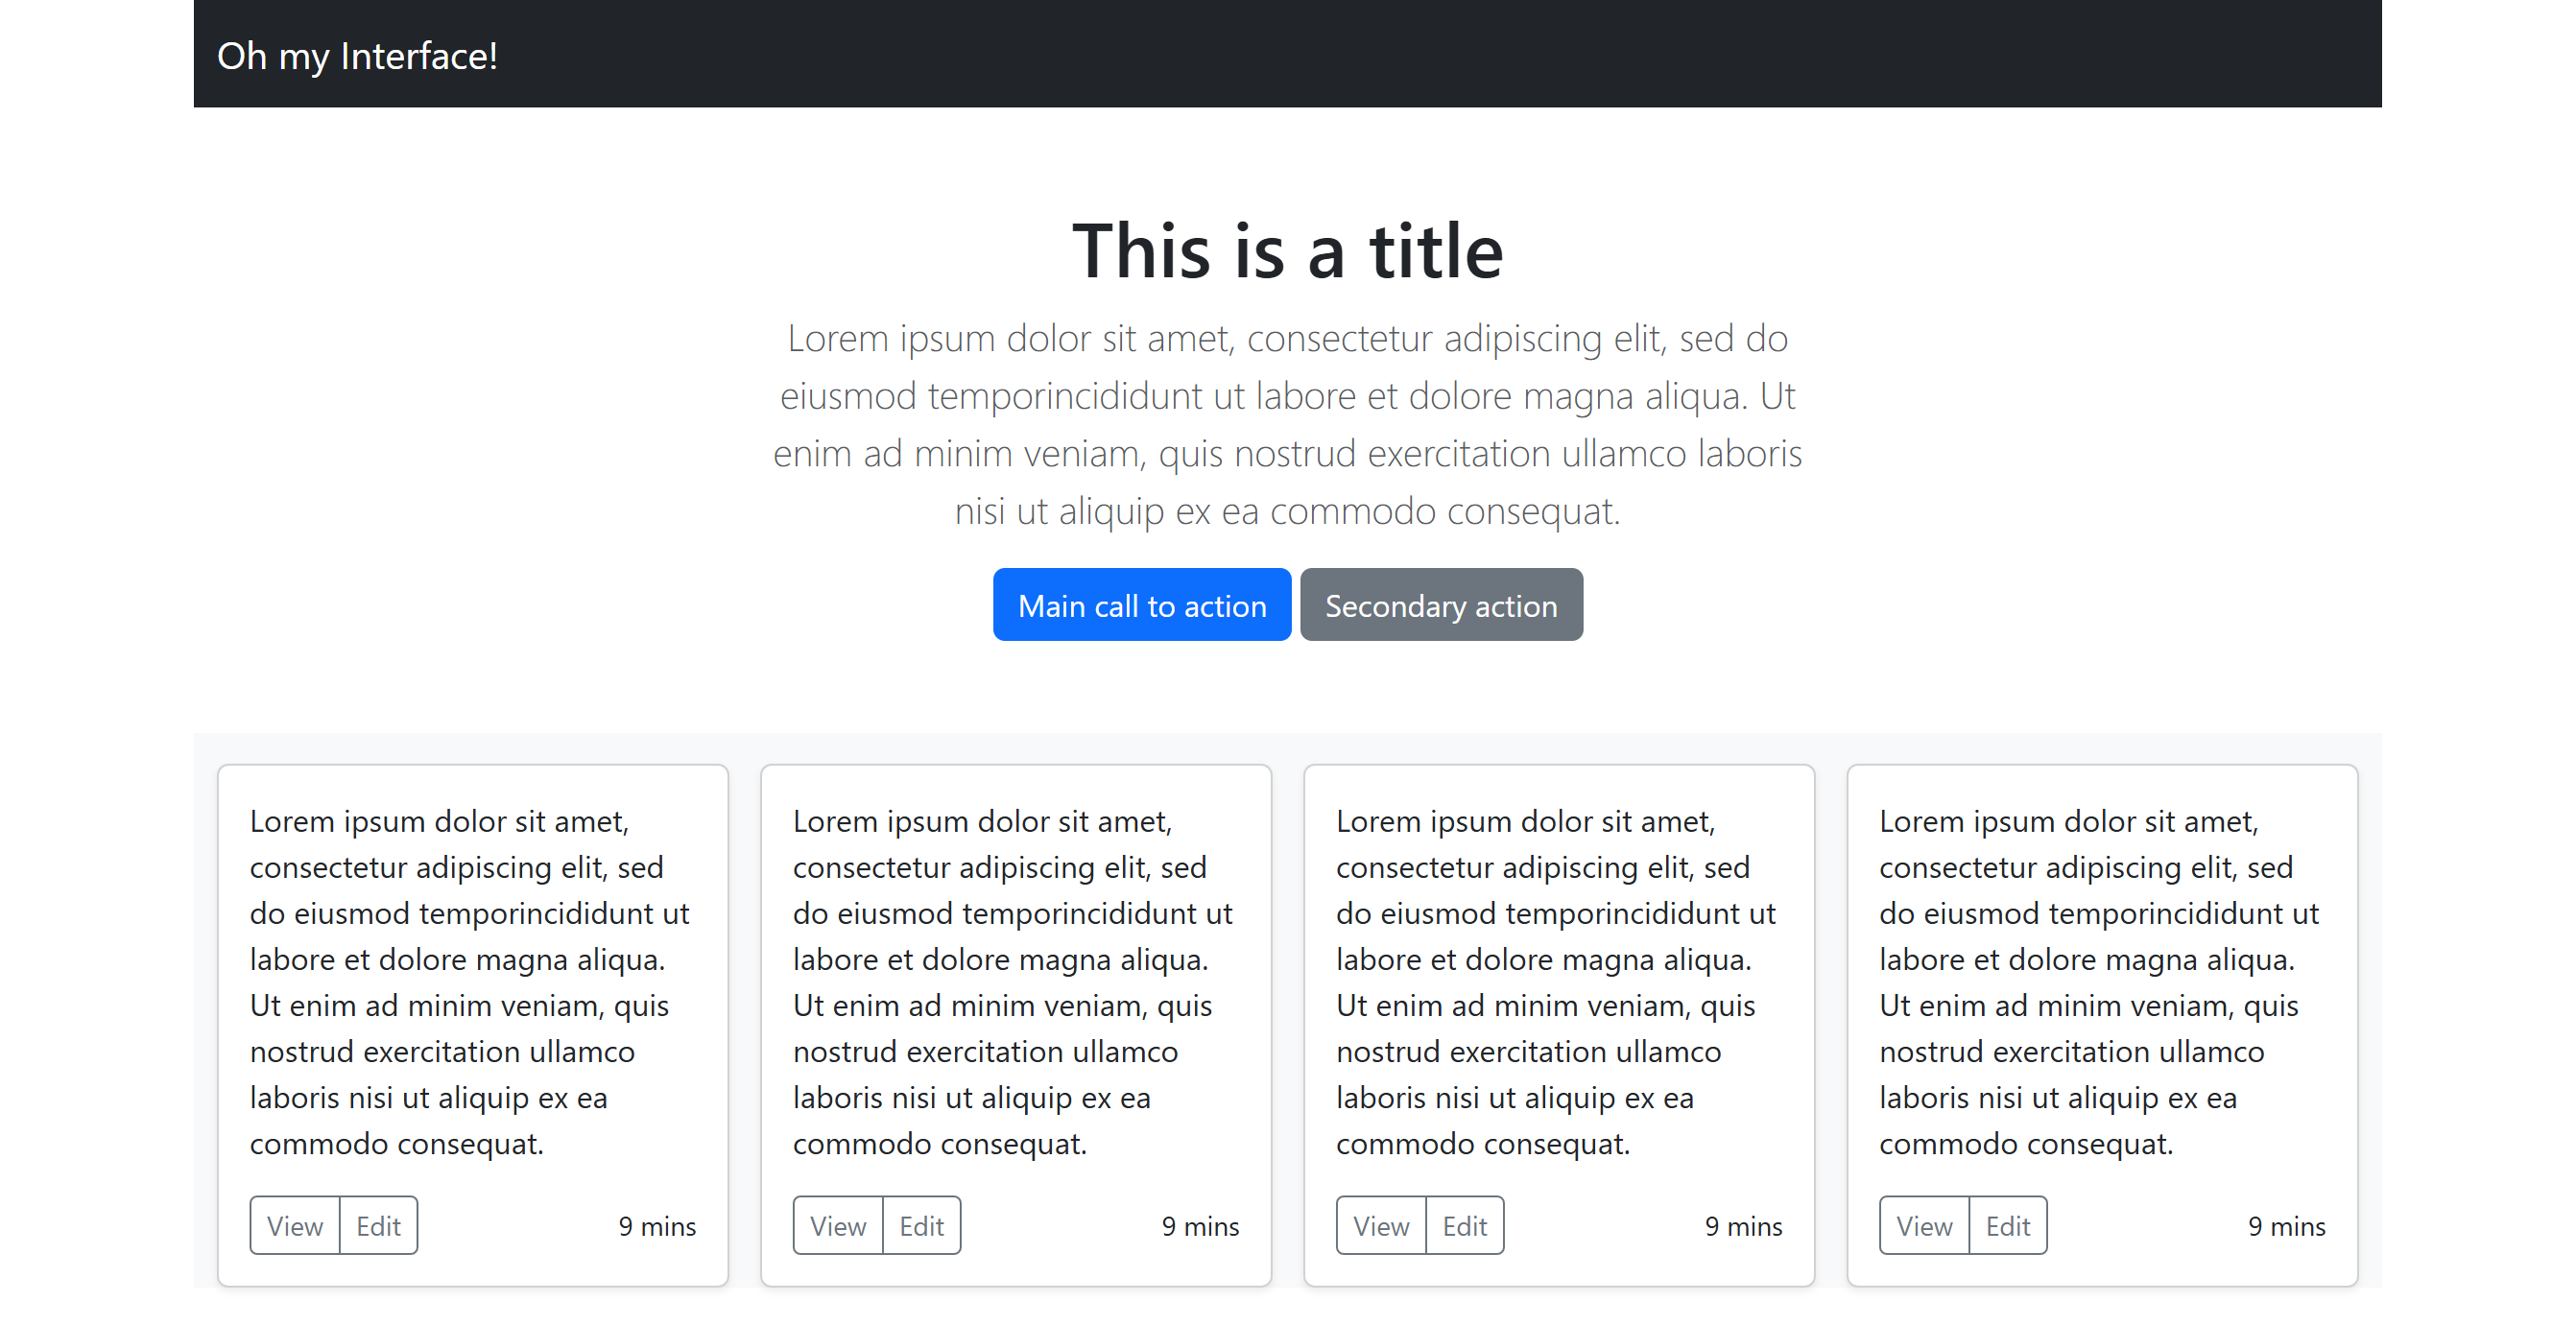 Oh my Interface!
This is a title
Lorem ipsum dolor sit amet, consectetur adipiscing elit, sed do
eiusmod temporincididunt ut labore et dolore magna aliqua. Ut
enim ad minim veniam, quis nostrud exercitation ullamco laboris
nisi ut aliquip ex ea commodo consequat.
Main call to action Secondary action
Lorem ipsum dolor sit amet,
consectetur adipiscing elit, sed
do eiusmod temporincididunt ut
labore et dolore magna aliqua.
Ut enim ad minim veniam, quis
nostrud exercitation ullamco
laboris nisi ut aliquip ex ea
commodo consequat.
View Edit 9 mins
Lorem ipsum dolor sit amet,
consectetur adipiscing elit, sed
do eiusmod temporincididunt ut
labore et dolore magna aliqua.
Ut enim ad minim veniam, quis
nostrud exercitation ullamco
laboris nisi ut aliquip ex ea
commodo consequat.
View Edit 9 mins
Lorem ipsum dolor sit amet,
consectetur adipiscing elit, sed
do eiusmod temporincididunt ut
labore et dolore magna aliqua.
Ut enim ad minim veniam, quis
nostrud exercitation ullamco
laboris nisi ut aliquip ex ea
commodo consequat.
View Edit 9 mins
Lorem ipsum dolor sit amet,
consectetur adipiscing elit, sed
do eiusmod temporincididunt ut
labore et dolore magna aliqua.
Ut enim ad minim veniam, quis
nostrud exercitation ullamco
laboris nisi ut aliquip ex ea
commodo consequat.
View Edit 9 mins